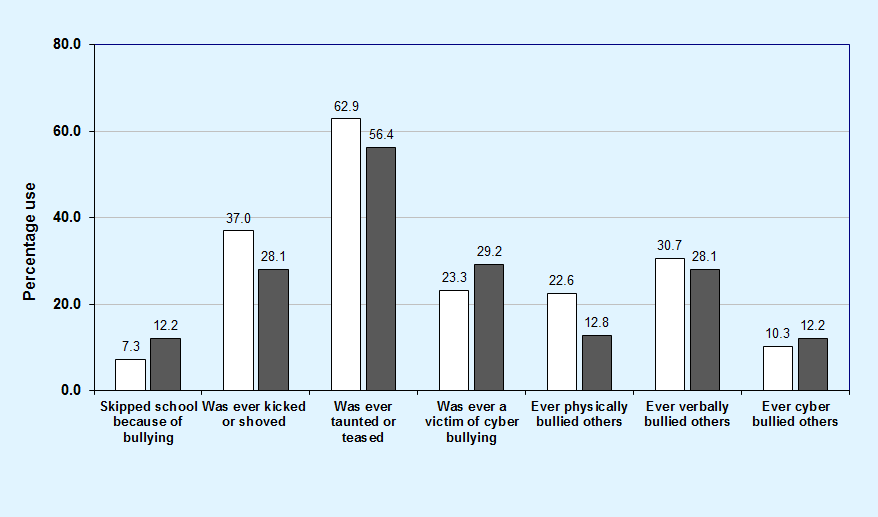 80.0
60.0
40.0
20.0
0.0
Percentage use
7.3
12.2
37.0
28.1
62.9
56.4
23.3
29.2
22.6
12.8
30.7
28.1
10.3
12.2
Skipped school
because of
bullying
Was ever kicked
or shoved
Was ever
taunted or
teased
Was ever a
victim of cyber
bullying
Ever physically
bullied others
Ever verbally
bullied others
Ever cyber
bullied others